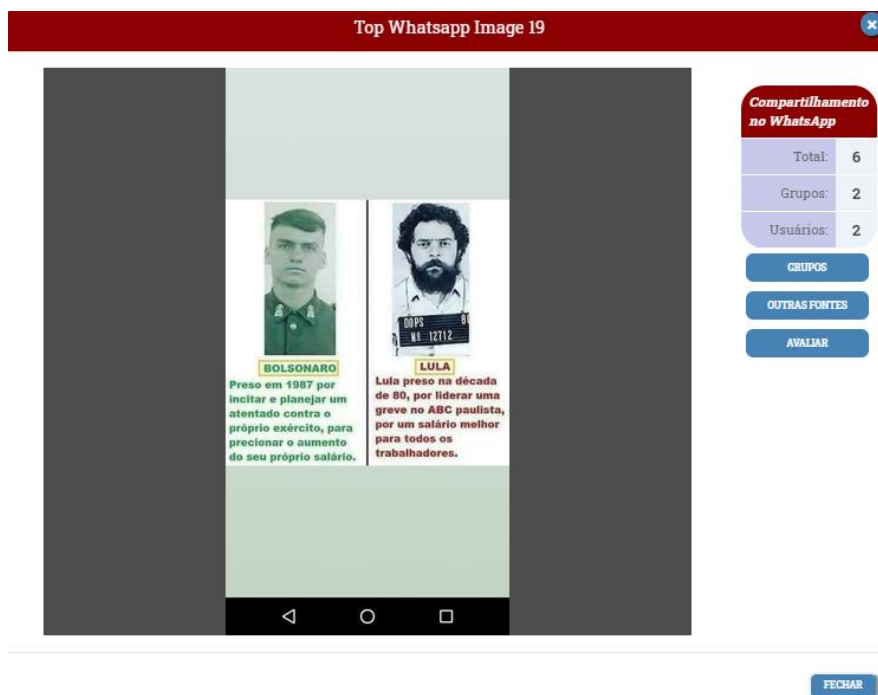 Top Whatsapp Image 19
×
Compartilhamento
no WhatsApp
Total: 6
Grupos: 2
Usuários: 2
GRUPOS
OUTRAS FONTES
AVALIAR
DOPS
Nº 12712
BOLSONARO
Preso em 1987 por
incitar e planejar um
atentado contra o
próprio exército, para
precionar o aumento
do seu próprio salário.
LULA
Lula preso na década
de 80, por liderar uma
greve no ABC paulista,
por um salário melhor
para todos os
trabalhadores.
FECHAR